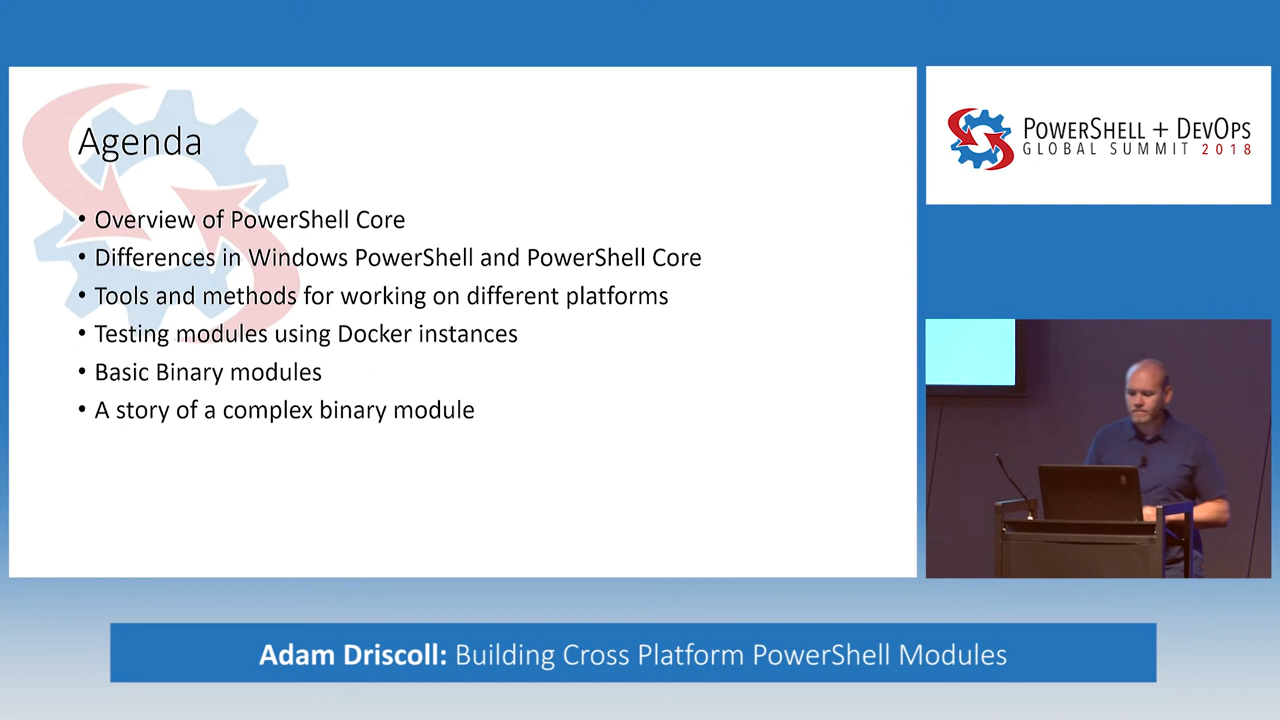 Agenda
• Overview of PowerShell Core
• Differences in Windows PowerShell and PowerShell Core
• Tools and methods for working on different platforms
• Testing modules using Docker instances
• Basic Binary modules
• A story of a complex binary module
POWERSHELL + DEVOPS
GLOBAL SUMMIT 2018
Adam Driscoll: Building Cross Platform PowerShell Modules